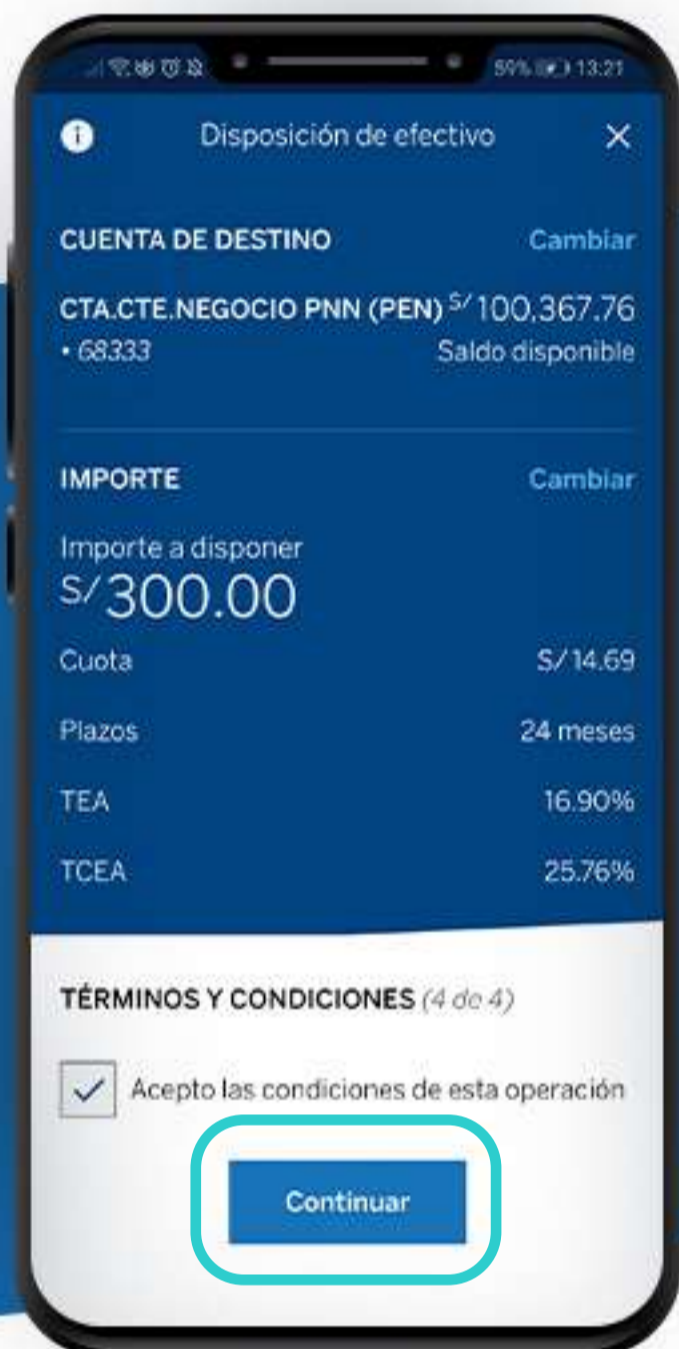 59% 13:21
Disposición de efectivo
CUENTA DE DESTINO Cambiar
CTA.CTE.NEGOCIO PNN (PEN) S/ 100,367.76
• 68333 Saldo disponible
IMPORTE Cambiar
Importe a disponer
S/ 300.00
Cuota S/ 14.69
Plazos 24 meses
TEA 16.90%
TCEA 25.76%
TÉRMINOS Y CONDICIONES (4 de 4)
Acepto las condiciones de esta operación
Continuar